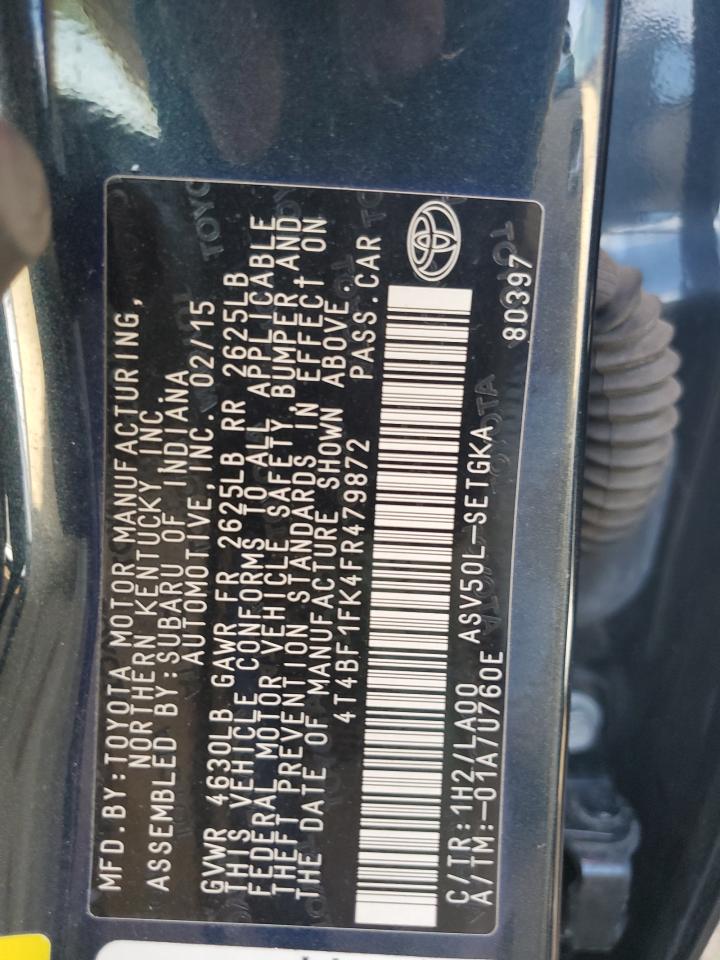 MFD.BY:TOYOTA MOTOR MANUFACTURING,
NORTHERN KENTUCKY INC.
ASSEMBLED BY:SUBARU OF INDIANA
AUTOMOTIVE,INC. 02/15
GVWR 4630LB GAWR FR 2625LB RR 2625LB
THIS VEHICLE CONFORMS TO ALL APPLICABLE
FEDERAL MOTOR VEHICLE SAFETY,BUMPER,AND
THEFT PREVENTION STANDARDS IN EFFECT ON
THE DATE OF MANUFACTURE SHOWN ABOVE.
4T4BF1FK4FR479872 PASS.CAR
C/TR:1H2/LA00 ASV50L-SETGKA
A/TM:-01A/U760E 80397